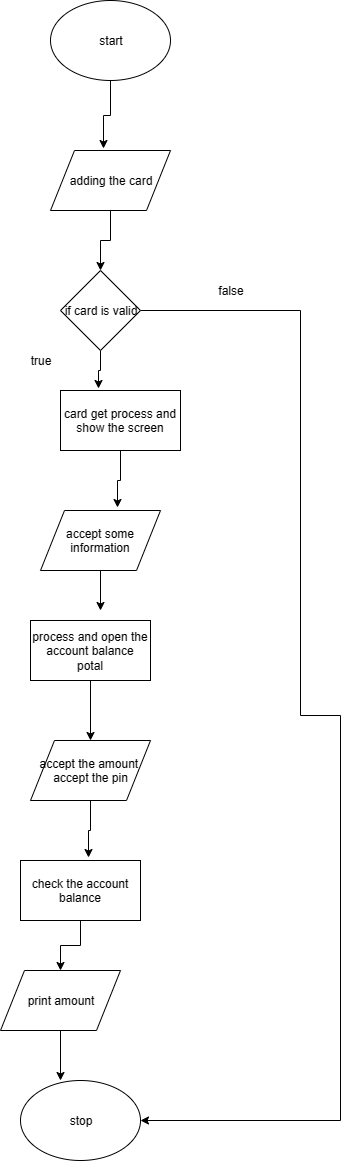 start
adding the card
if card is valid
false
true
card get process and
show the screen
accept some
information
process and open the
account balance
potal
accept the amount
accept the pin
check the account
balance
print amount
stop